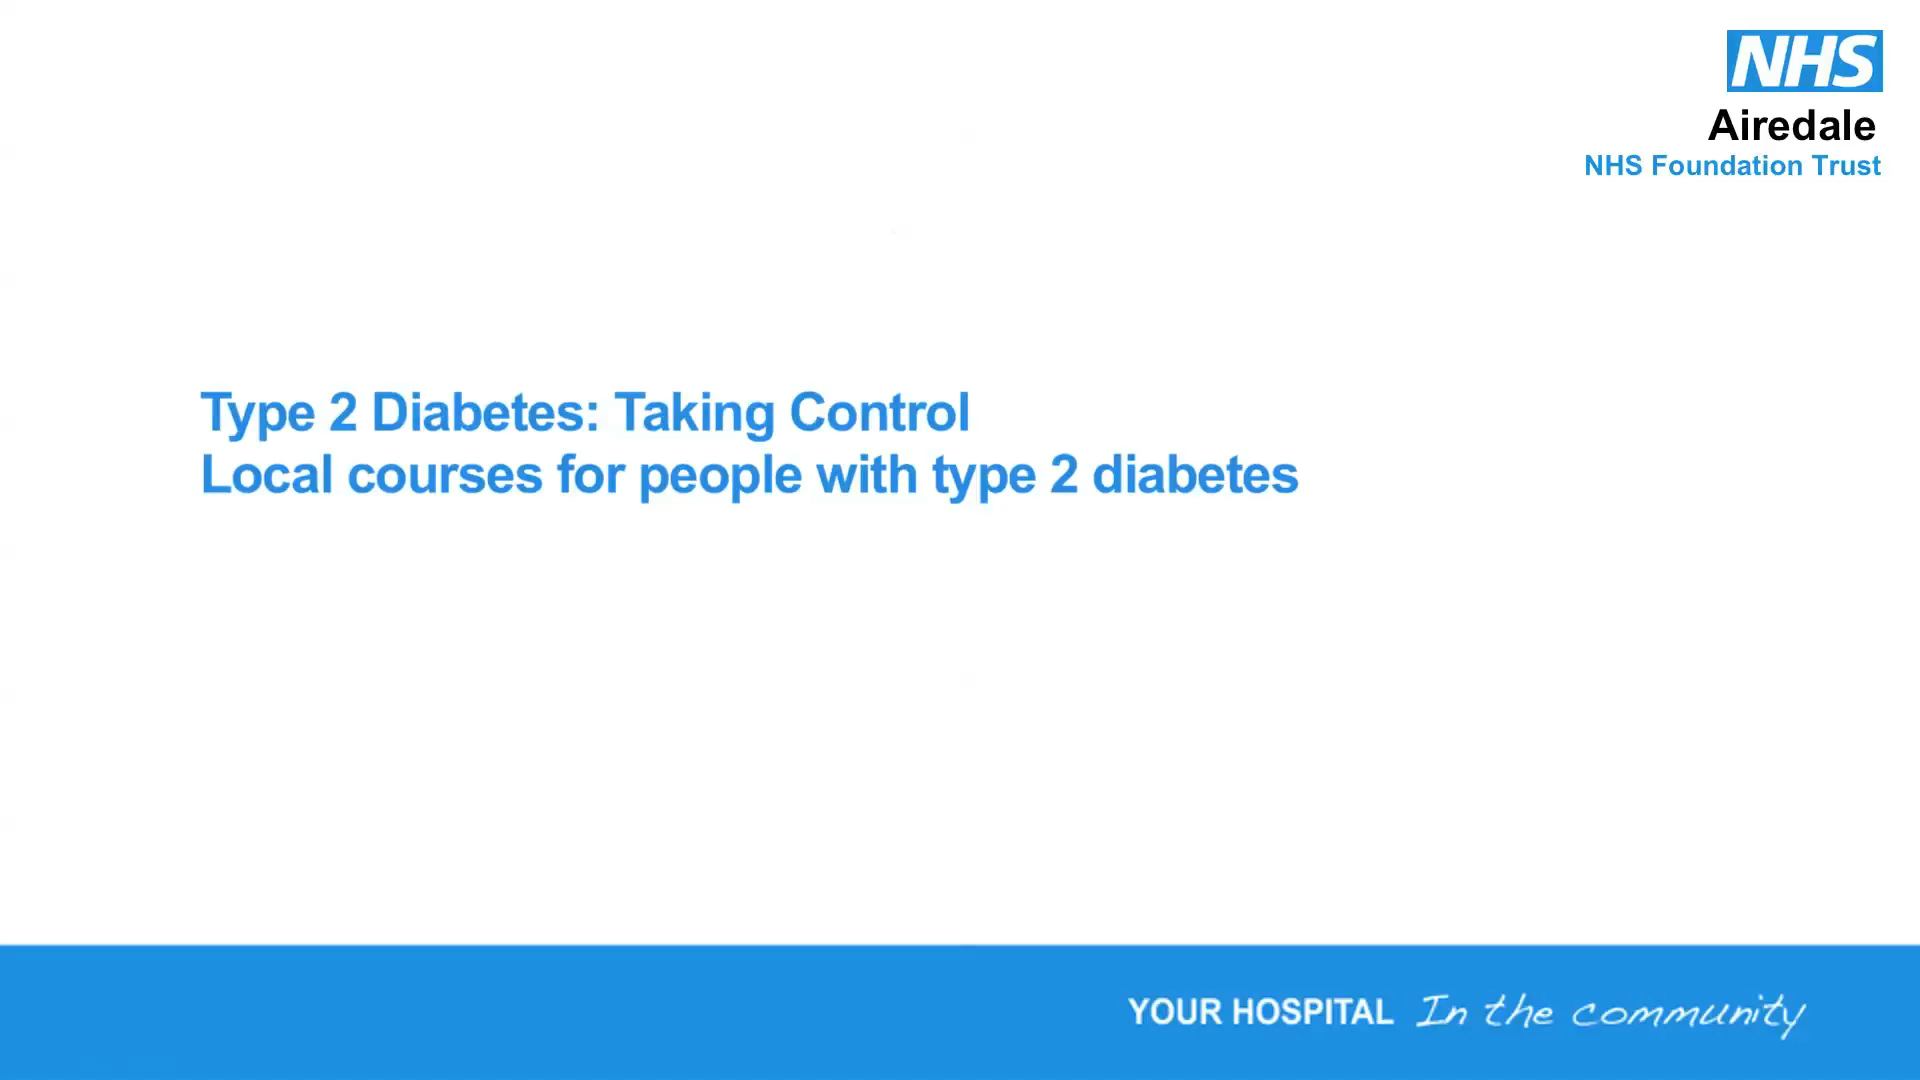 NHS
Airedale
NHS Foundation Trust
Type 2 Diabetes: Taking Control
Local courses for people with type 2 diabetes
YOUR HOSPITAL In the community